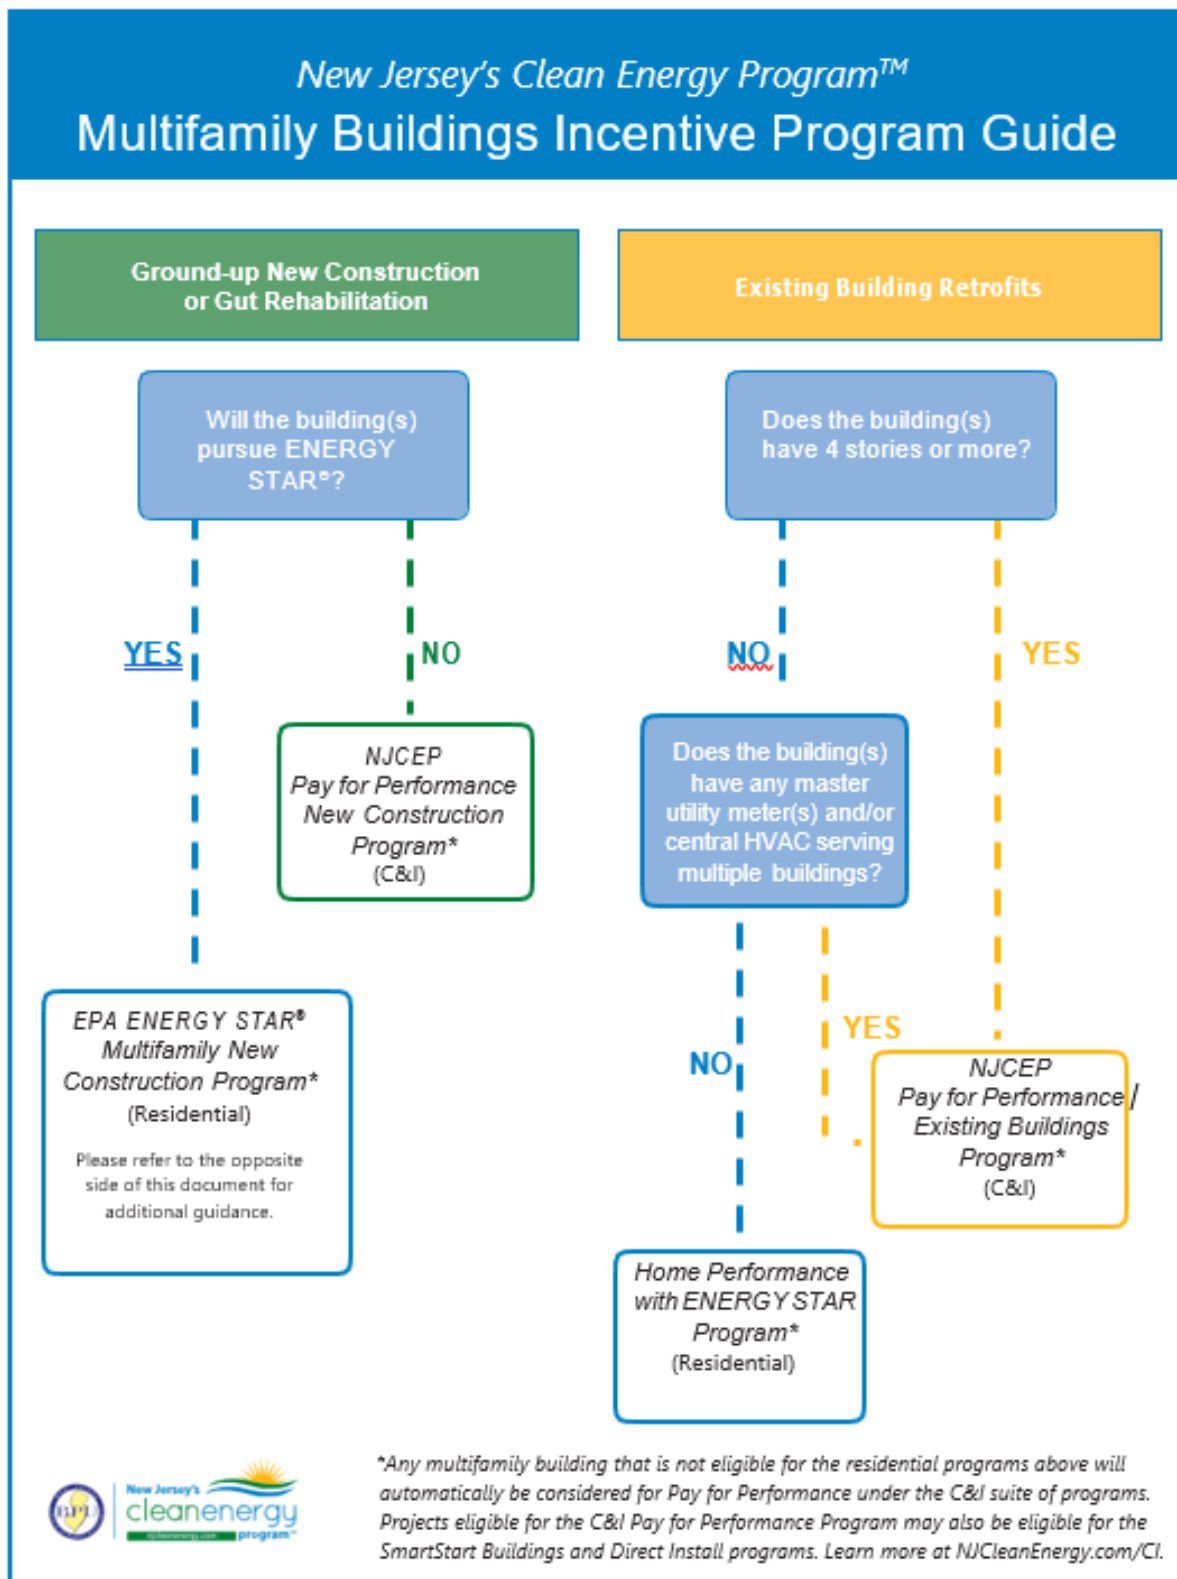 New Jersey's Clean Energy Program™
Multifamily Buildings Incentive Program Guide
Ground-up New Construction
or Gut Rehabilitation
Will the building(s)
pursue ENERGY
STAR®?
YES
NO
NJCEP
Pay for Performance
New Construction
Program*
(C&I)
EPA ENERGY STAR®
Multifamily New
Construction Program*
(Residential)
Please refer to the opposite
side of this document for
additional guidance.
Existing Building Retrofits
Does the building(s)
have 4 stories or more?
NO
YES
Does the building(s)
have any master
utility meter(s) and/or
central HVAC serving
multiple buildings?
NO
YES
NJCEP
Pay for Performance/
Existing Buildings
Program*
(C&I)
Home Performance
with ENERGY STAR
Program*
(Residential)
BPU
New Jersey's
cleanenergy
njcleanenergy.com
program™
*Any multifamily building that is not eligible for the residential programs above will
automatically be considered for Pay for Performance under the C&I suite of programs.
Projects eligible for the C&I Pay for Performance Program may also be eligible for the
SmartStart Buildings and Direct Install programs. Learn more at NJCleanEnergy.com/CI.